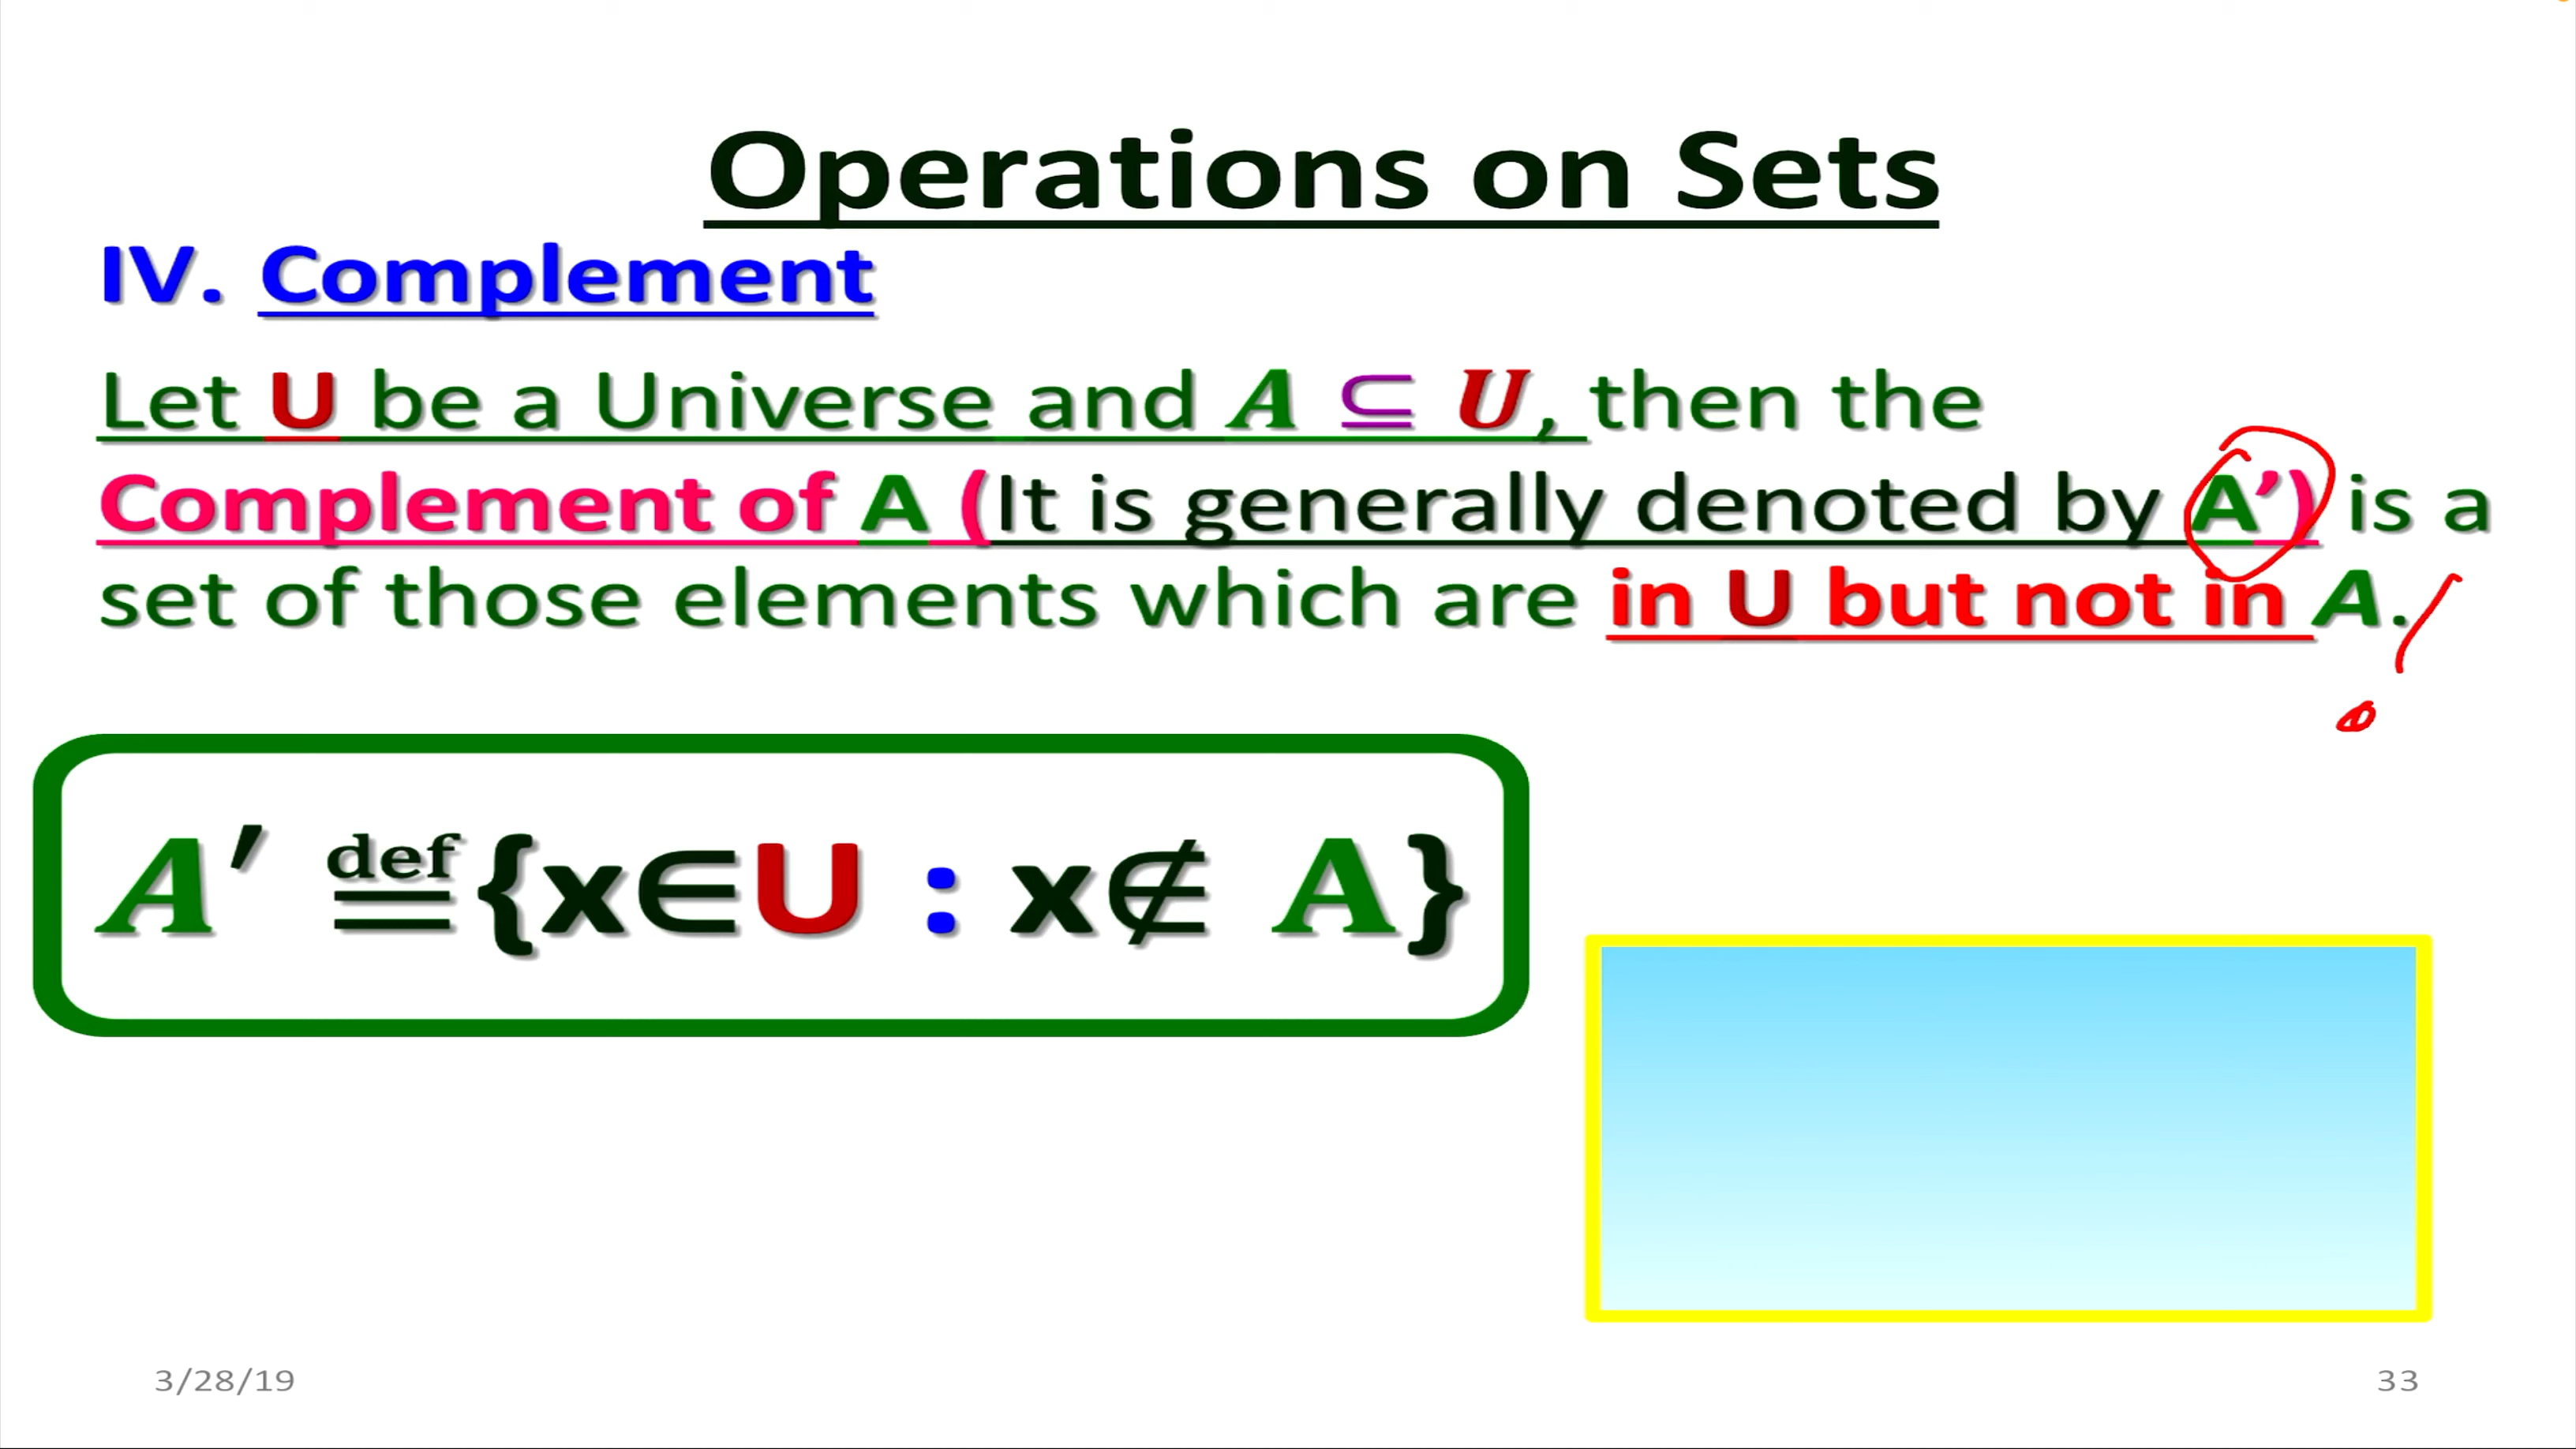 Operations on Sets
IV. Complement
Let U be a Universe and A ⊆ U, then the
Complement of A (It is generally denoted by A’) is a
set of those elements which are in U but not in A.
A′ def= {x∈U : x∉ A}
3/28/19
33